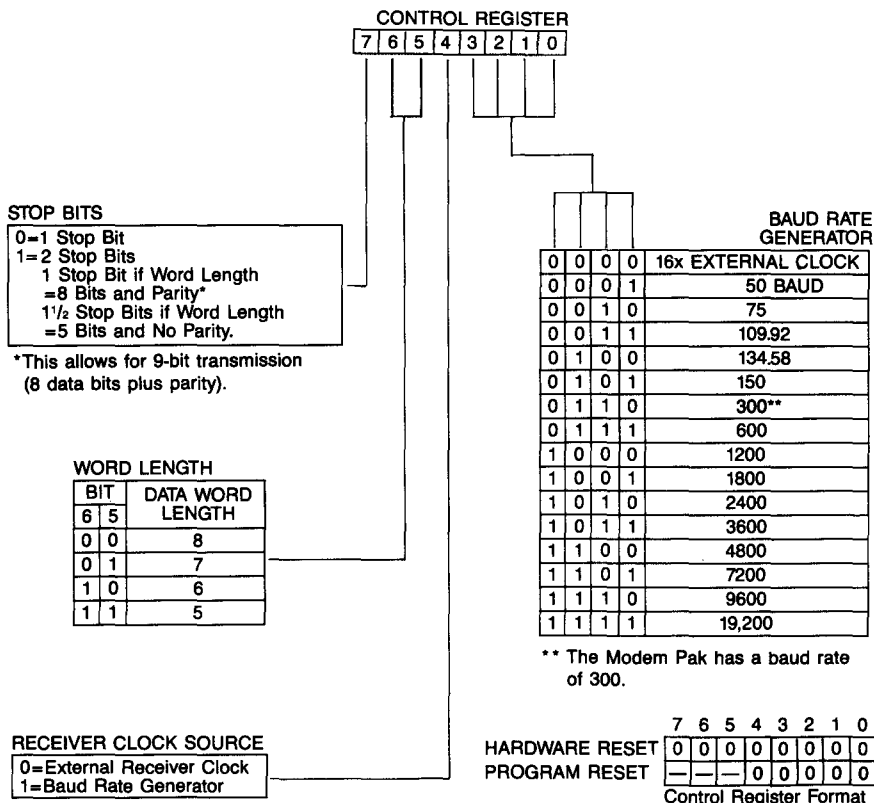 CONTROL REGISTER
7 6 5 4 3 2 1 0
STOP BITS
0=1 Stop Bit
1=2 Stop Bits
1 Stop Bit if Word Length
=8 Bits and Parity*
1 1/2 Stop Bits if Word Length
=5 Bits and No Parity.
*This allows for 9-bit transmission
(8 data bits plus parity).
WORD LENGTH
BIT DATA WORD
6 5 LENGTH
0 0 8
0 1 7
1 0 6
1 1 5
RECEIVER CLOCK SOURCE
0=External Receiver Clock
1=Baud Rate Generator
BAUD RATE
GENERATOR
0 0 0 0 16x EXTERNAL CLOCK
0 0 0 1 50 BAUD
0 0 1 0 75
0 0 1 1 109.92
0 1 0 0 134.58
0 1 0 1 150
0 1 1 0 300**
0 1 1 1 600
1 0 0 0 1200
1 0 0 1 1800
1 0 1 0 2400
1 0 1 1 3600
1 1 0 0 4800
1 1 0 1 7200
1 1 1 0 9600
1 1 1 1 19,200
** The Modem Pak has a baud rate
of 300.
7 6 5 4 3 2 1 0
HARDWARE RESET 0 0 0 0 0 0 0 0
PROGRAM RESET — — — 0 0 0 0 0
Control Register Format